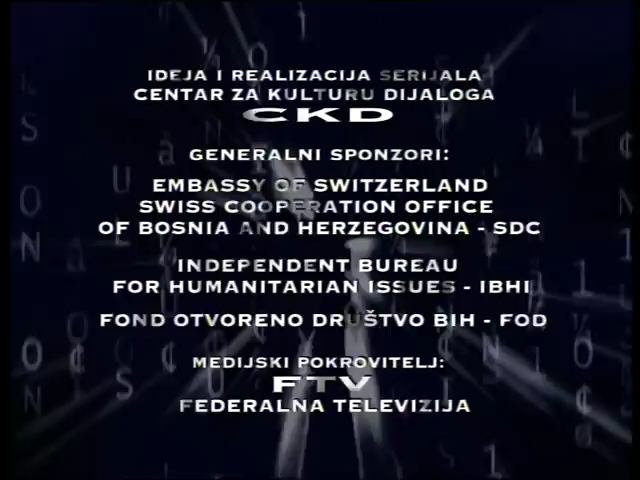 IDEJA I REALIZACIJA SERIJALA
CENTAR ZA KULTURU DIJALOGA
CKD
GENERALNI SPONZORI:
EMBASSY OF SWITZERLAND
SWISS COOPERATION OFFICE
OF BOSNIA AND HERZEGOVINA - SDC
INDEPENDENT BUREAU
FOR HUMANITARIAN ISSUES - IBHI
FOND OTVORENO DRUŠTVO BIH - FOD
MEDIJSKI POKROVITELJ:
FTV
FEDERALNA TELEVIZIJA